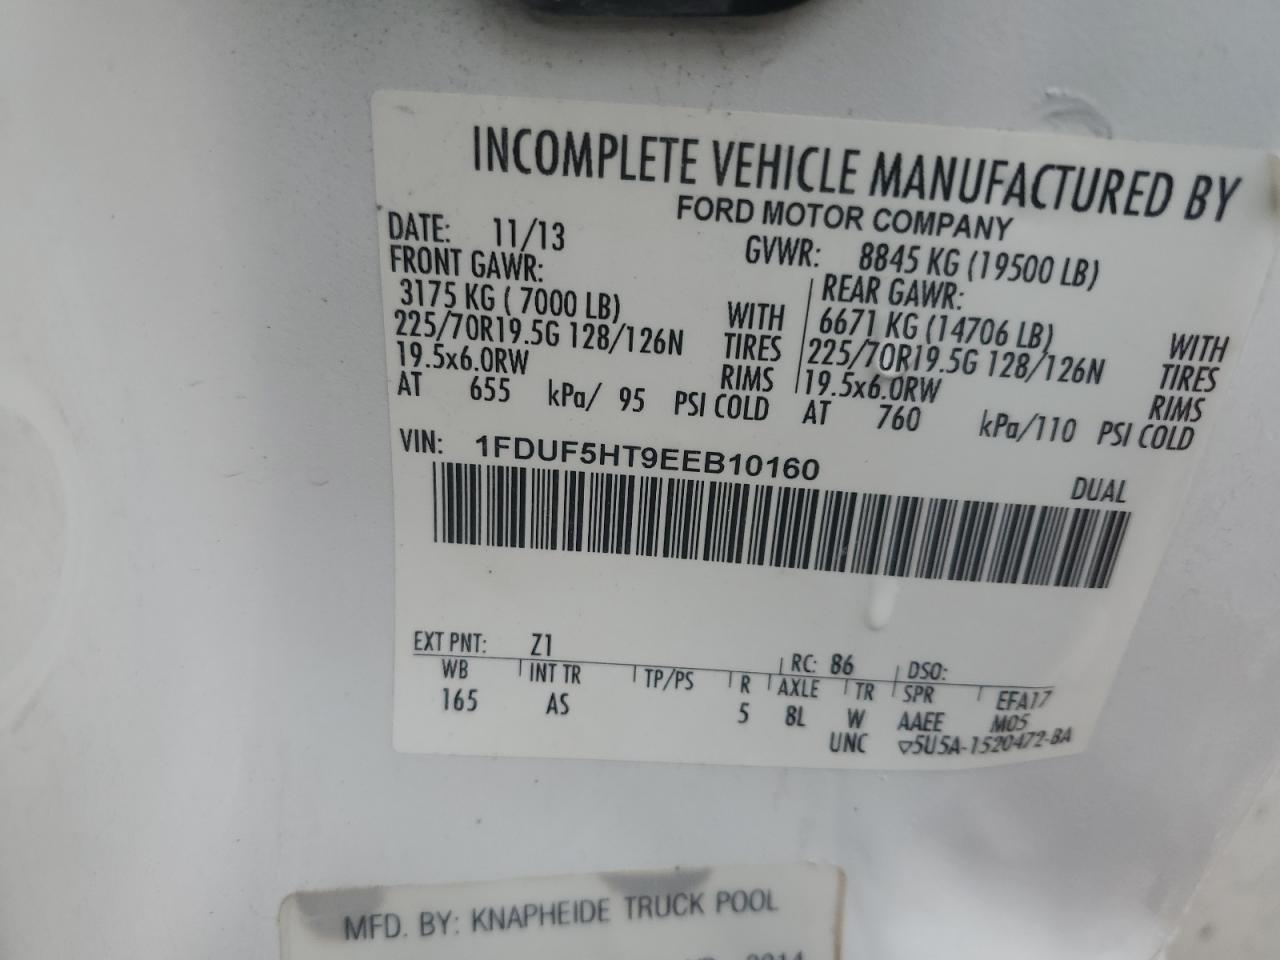 INCOMPLETE VEHICLE MANUFACTURED BY
FORD MOTOR COMPANY
DATE: 11/13 GVWR: 8845 KG (19500 LB)
FRONT GAWR: REAR GAWR:
3175 KG ( 7000 LB) WITH 6671 KG (14706 LB) WITH
225/70R19.5G 128/126N TIRES 225/70R19.5G 128/126N TIRES
19.5x6.0RW RIMS 19.5x6.0RW RIMS
AT 655 kPa/ 95 PSI COLD AT 760 kPa/110 PSI COLD
VIN: 1FDUF5HT9EEB10160
DUAL
EXT PNT: Z1 RC: 86 DSO:
WB INT TR TP/PS R AXLE TR SPR EFA17
165 AS 5 8L W AAEE M05
UNC ▽5U5A-1520472-BA
MFD. BY: KNAPHEIDE TRUCK POOL